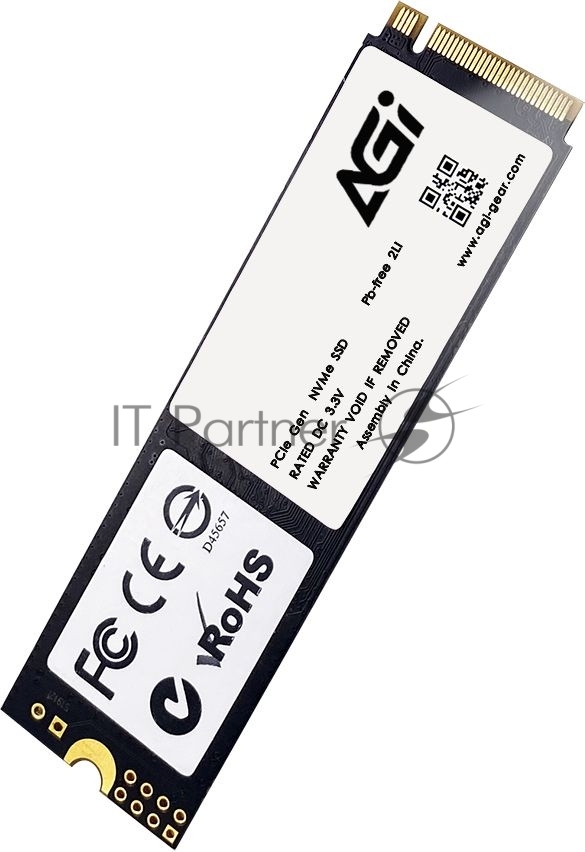 AGi
www.agi-gear.com
Pb-free 2LI
PCIe Gen NVMe SSD
RATED DC 3.3V
WARRANTY VOID IF REMOVED
Assembly in China.
IT Partner
FC CE
D45657
RoHS